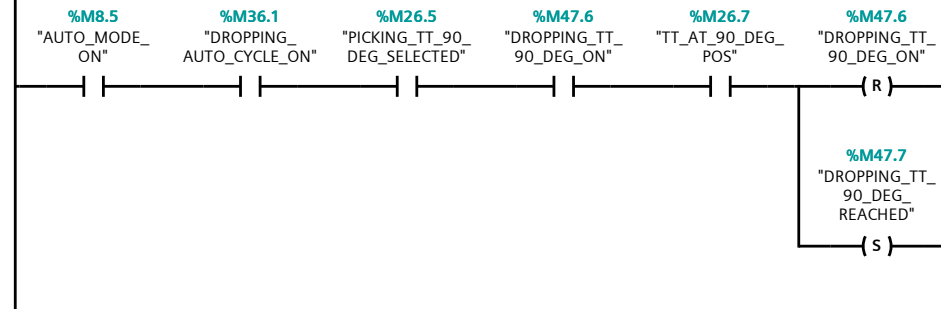 %M8.5 %M36.1 %M26.5 %M47.6 %M26.7 %M47.6
"AUTO_MODE_ "DROPPING_ "PICKING_TT_90_ "DROPPING_TT_ "TT_AT_90_DEG_ "DROPPING_TT_
ON" AUTO_CYCLE_ON" DEG_SELECTED" 90_DEG_ON" POS" 90_DEG_ON"
R
%M47.7
"DROPPING_TT_
90_DEG_
REACHED"
S